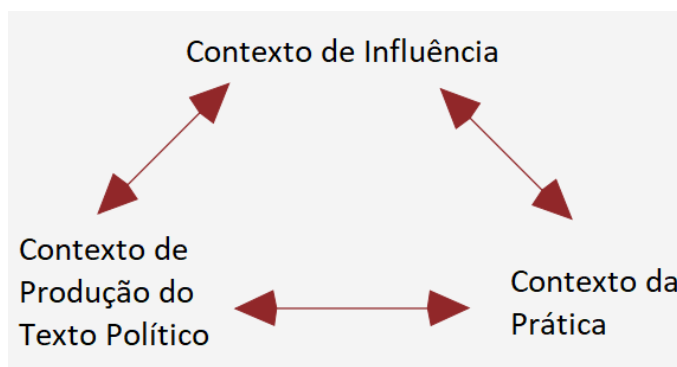 Contexto de Influência
Contexto de
Produção do
Texto Político
Contexto da
Prática